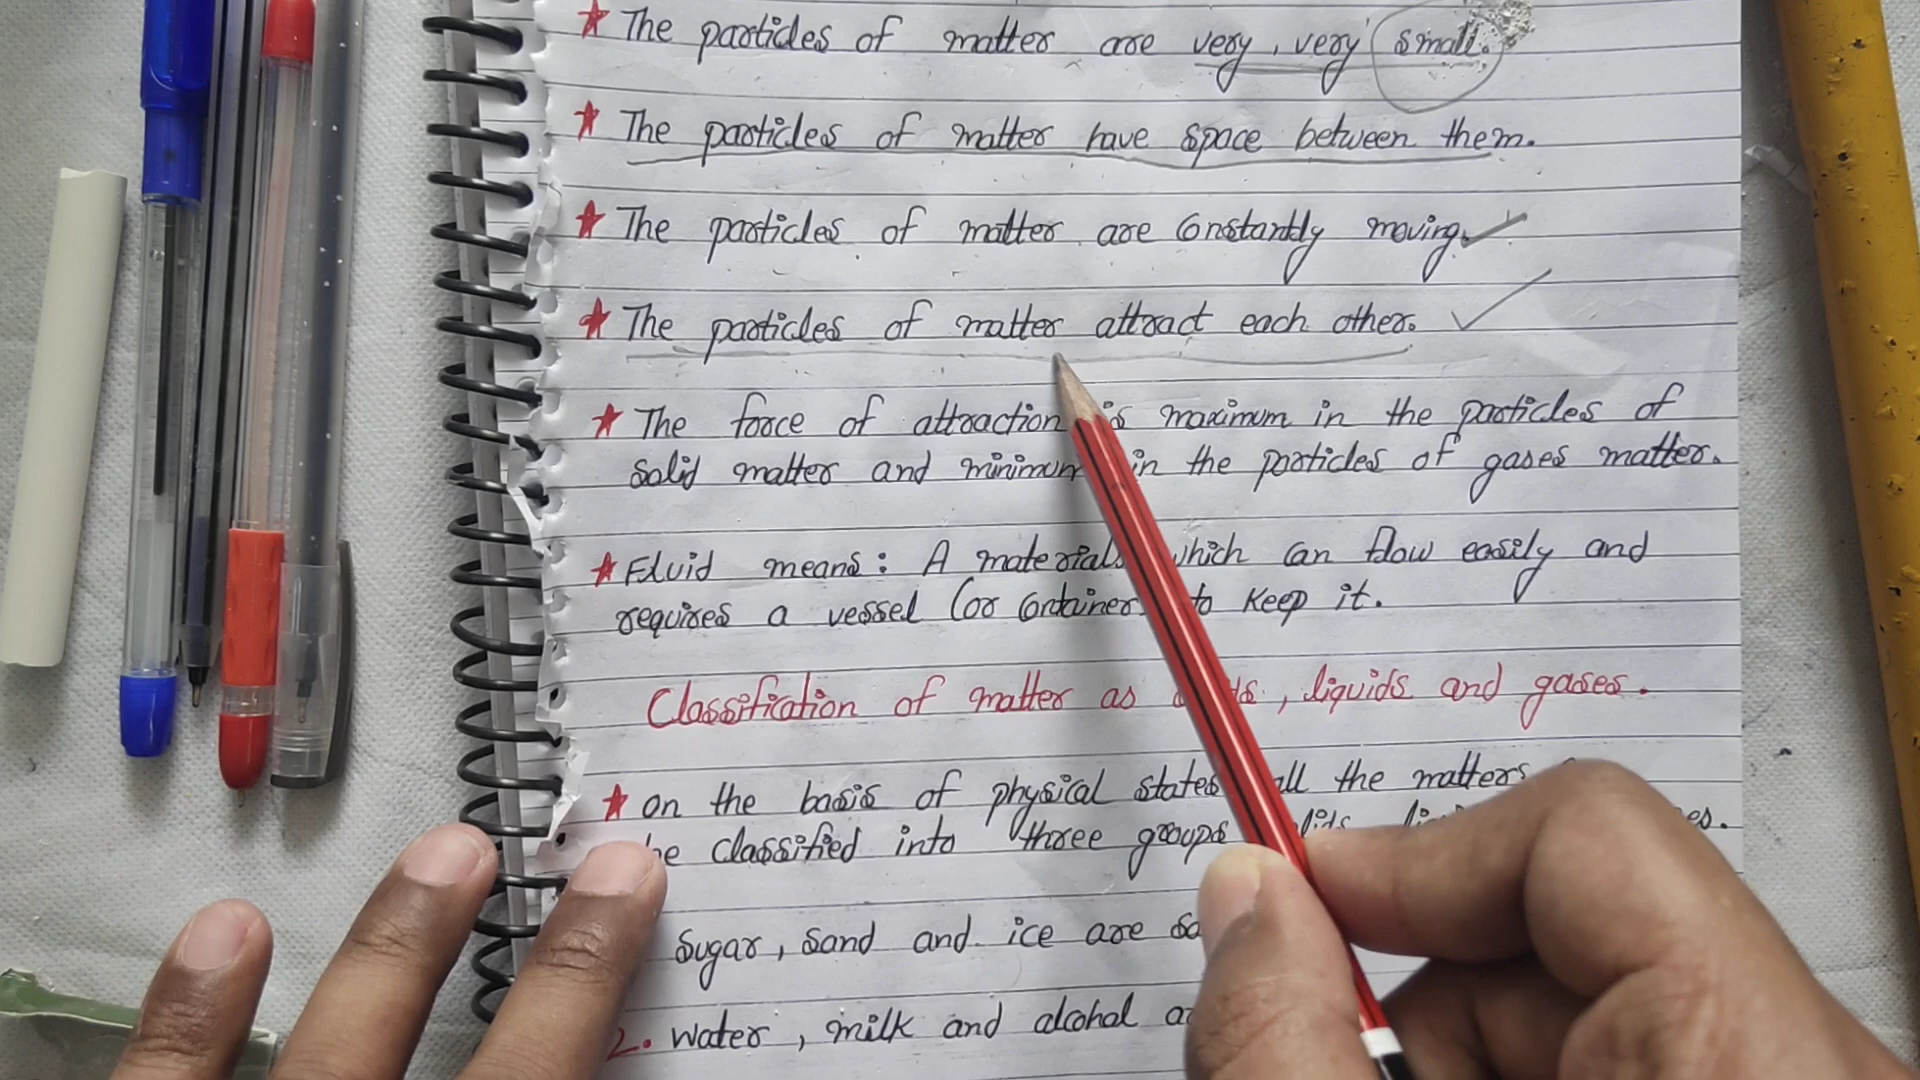 The particles of matter are very, very small.
The particles of matter have space between them.
The particles of matter are constantly moving.
The particles of matter attract each other.
The force of attraction is maximum in the particles of
solid matter and minimum in the particles of gases matter.
Fluid means: A material which can flow easily and
requires a vessel (or container to keep it.
Classification of matter as , liquids and gases.
on the basis of physical states all the matters
be classified into three groups
sugar, sand and ice are
2. Water, milk and alcohal